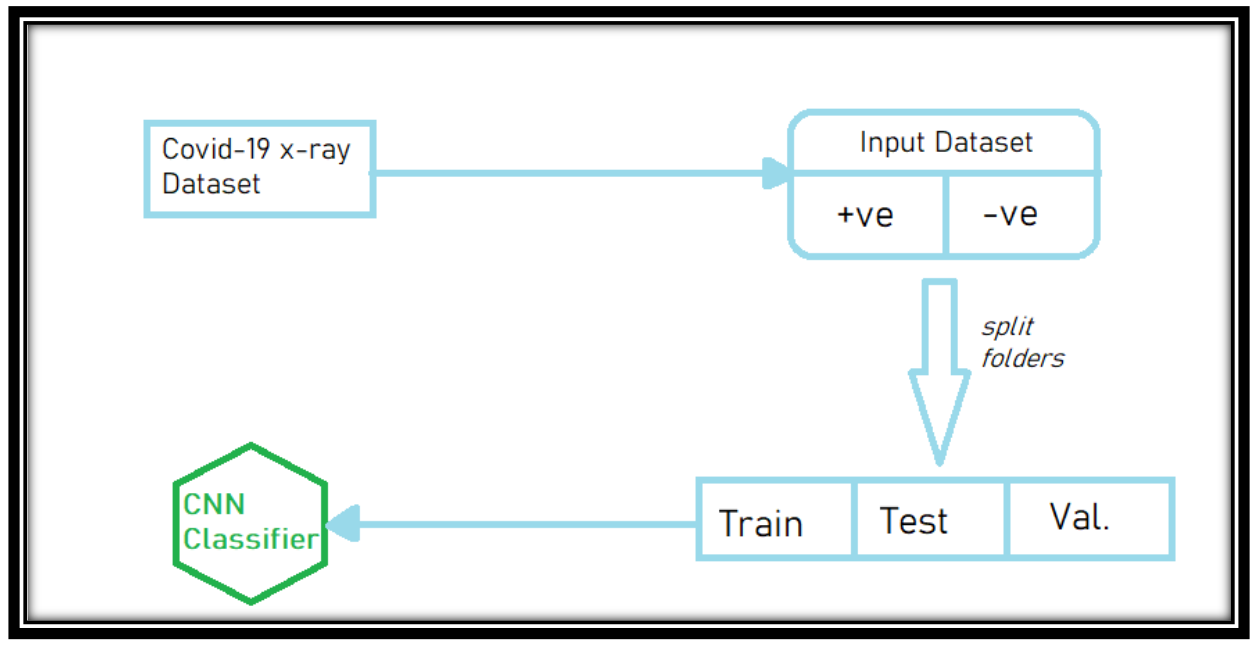 Covid-19 x-ray
Dataset
Input Dataset
+ve
-ve
split
folders
Train
Test
Val.
CNN
Classifier